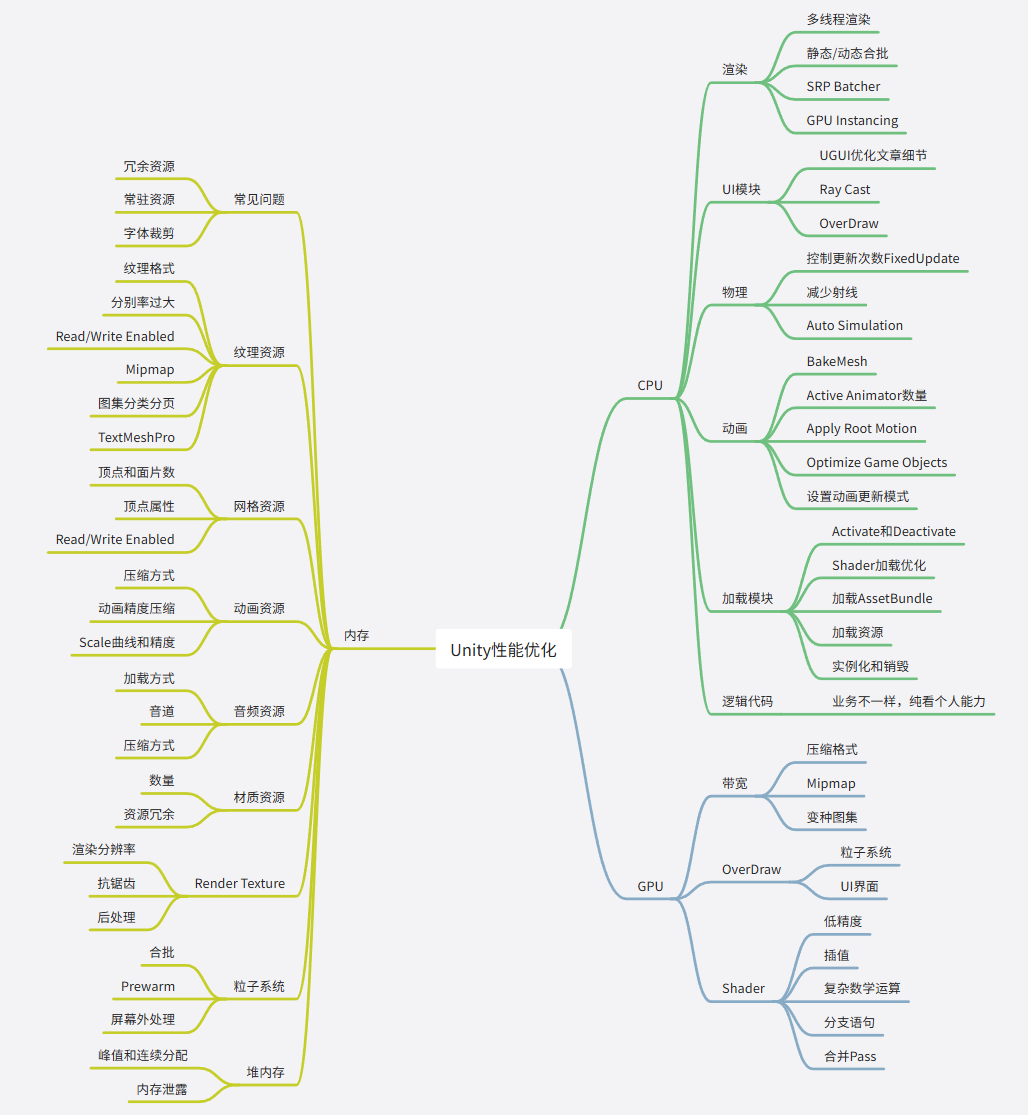 Unity性能优化
CPU
渲染
多线程渲染
静态/动态合批
SRP Batcher
GPU Instancing
UI模块
UGUI优化文章细节
Ray Cast
OverDraw
物理
控制更新次数FixedUpdate
减少射线
Auto Simulation
动画
BakeMesh
Active Animator数量
Apply Root Motion
Optimize Game Objects
设置动画更新模式
加载模块
Activate和Deactivate
Shader加载优化
加载AssetBundle
加载资源
实例化和销毁
逻辑代码
业务不一样，纯看个人能力
GPU
带宽
压缩格式
Mipmap
变种图集
OverDraw
粒子系统
UI界面
Shader
低精度
插值
复杂数学运算
分支语句
合并Pass
内存
常见问题
冗余资源
常驻资源
字体裁剪
纹理资源
纹理格式
分别率过大
Read/Write Enabled
Mipmap
图集分类分页
TextMeshPro
网格资源
顶点和面片数
顶点属性
Read/Write Enabled
动画资源
压缩方式
动画精度压缩
Scale曲线和精度
音频资源
加载方式
音道
压缩方式
材质资源
数量
资源冗余
Render Texture
渲染分辨率
抗锯齿
后处理
粒子系统
合批
Prewarm
屏幕外处理
堆内存
峰值和连续分配
内存泄露